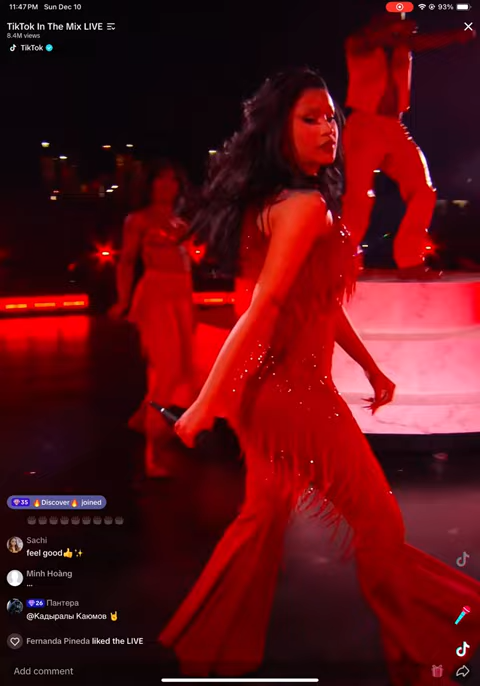 11:47 PM Sun Dec 10
93%
TikTok In The Mix LIVE
8.4M views
TikTok
35 🔥Discover🔥 joined
Sachi
feel good👍✨
Minh Hoàng
...
26 Пантера
@Кадыралы Каюмов 🤘
Fernanda Pineda liked the LIVE
Add comment